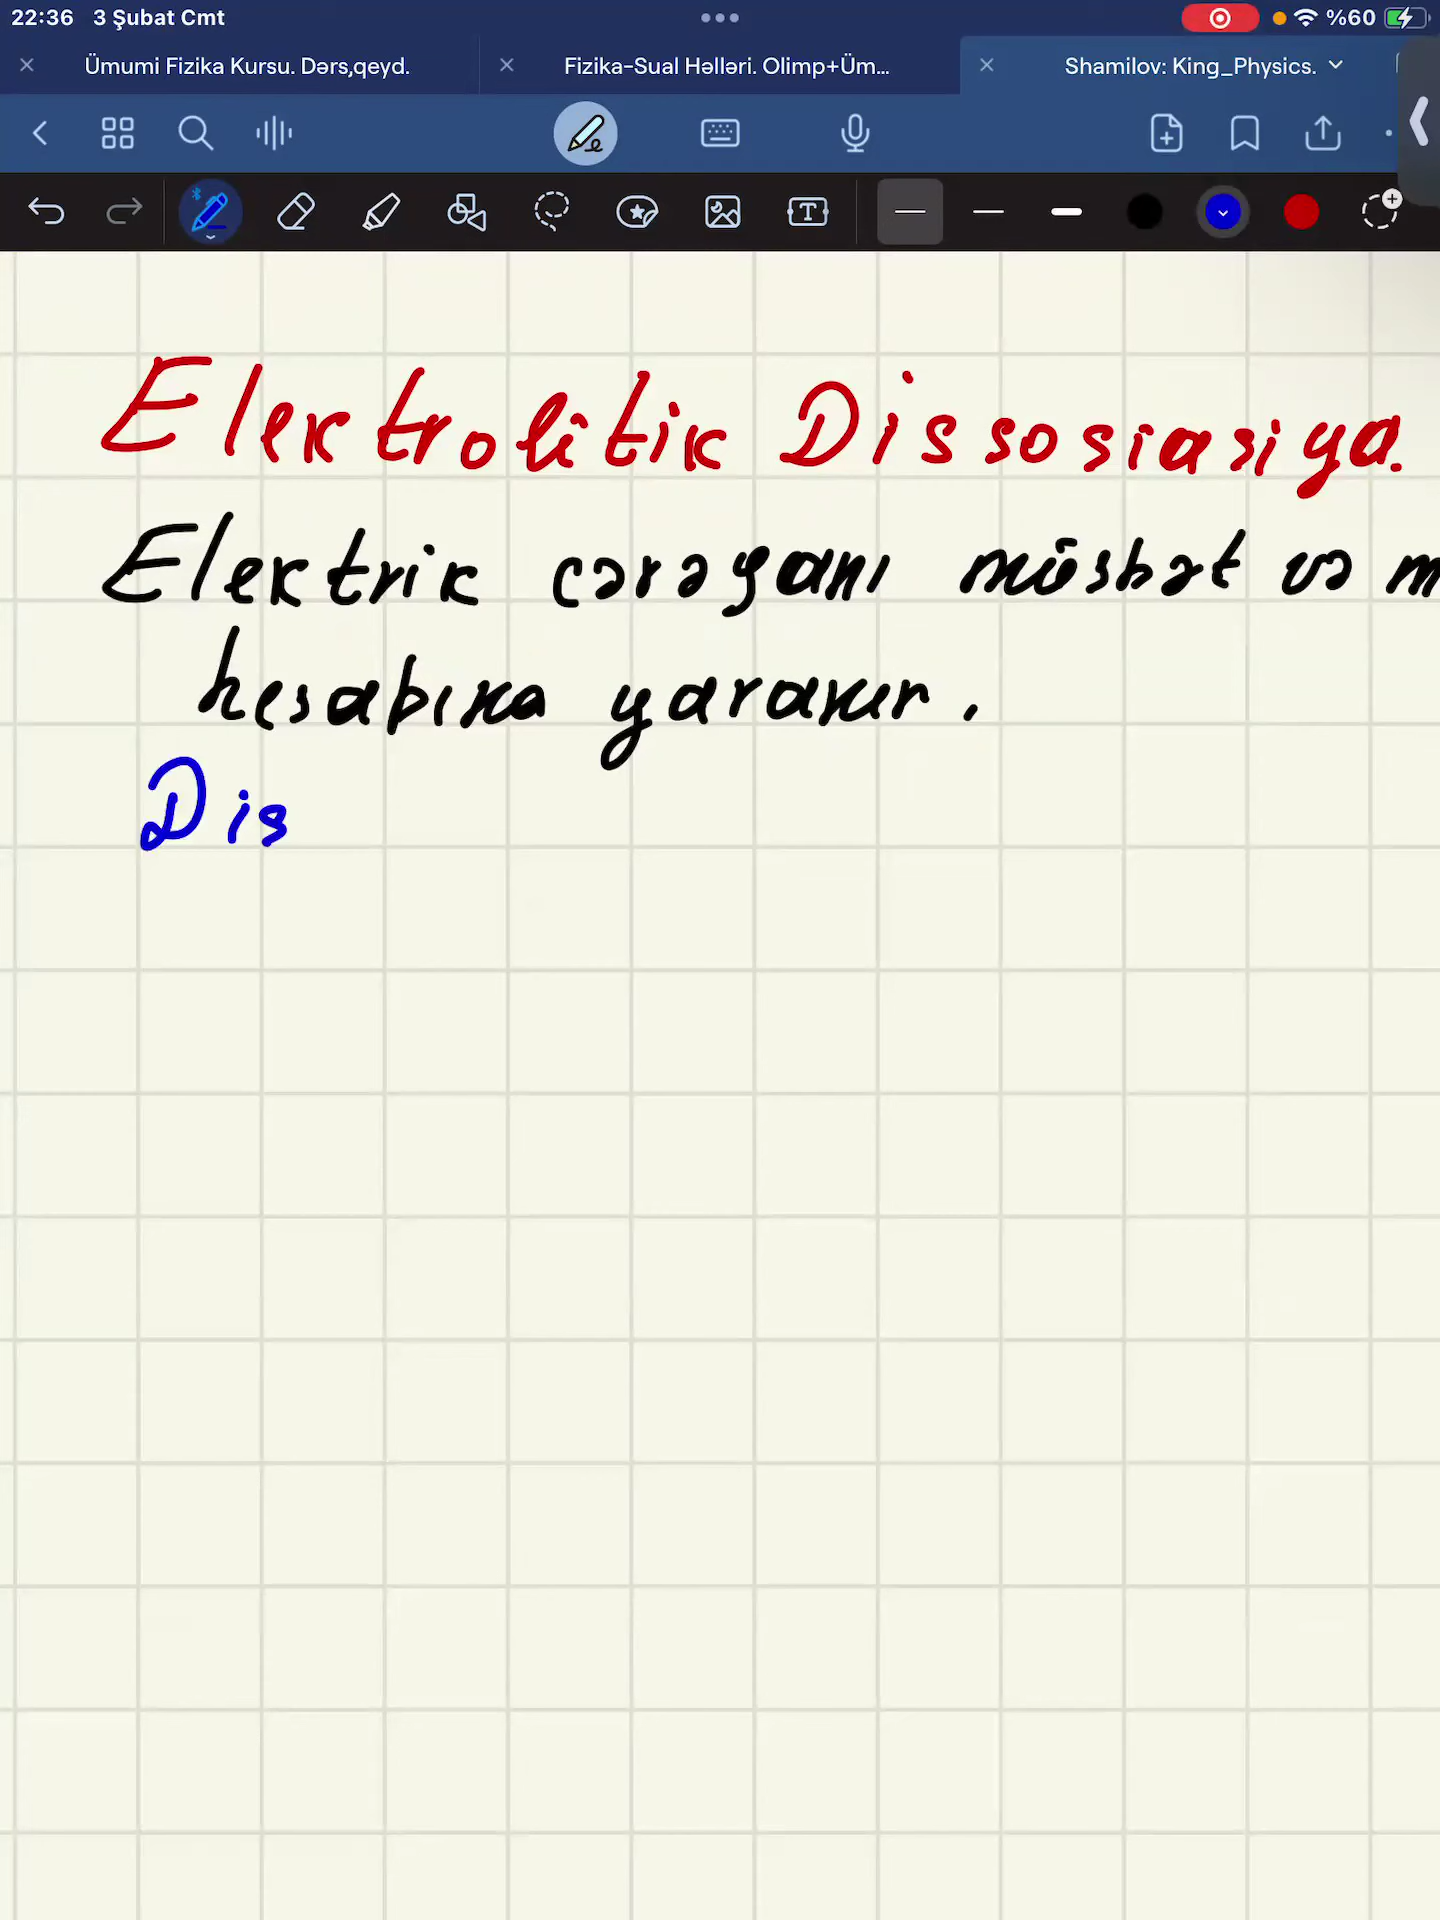 22:36 3 Şubat Cmt %60
Ümumi Fizika Kursu. Dərs,qeyd. Fizika-Sual Həlləri. Olimp+Üm... Shamilov: King_Physics.
Elektrolitik Dissosiasiya.
Elektrik cərəyanı müsbət və m
hesabına yaranır.
Dis